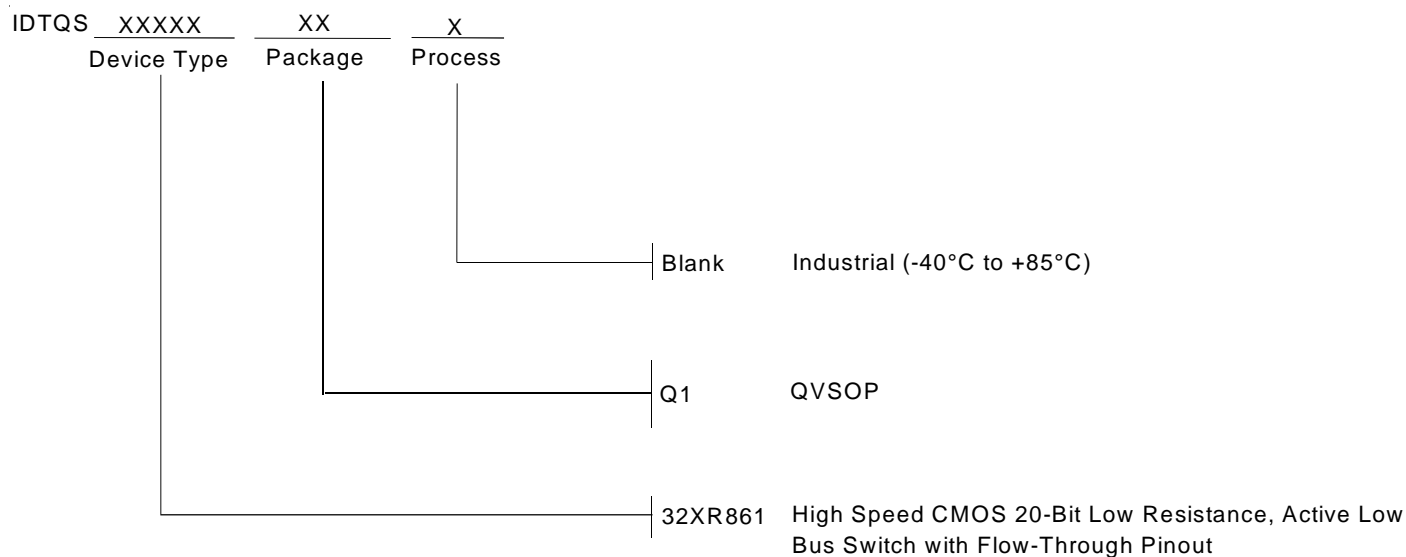 IDTQS XXXXX XX X
Device Type Package Process
Blank Industrial (-40°C to +85°C)
Q1 QVSOP
32XR861 High Speed CMOS 20-Bit Low Resistance, Active Low
Bus Switch with Flow-Through Pinout